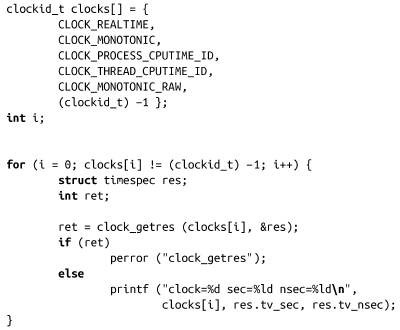 clockid_t clocks[] = {
        CLOCK_REALTIME,
        CLOCK_MONOTONIC,
        CLOCK_PROCESS_CPUTIME_ID,
        CLOCK_THREAD_CPUTIME_ID,
        CLOCK_MONOTONIC_RAW,
        (clockid_t) -1 };
int i;

for (i = 0; clocks[i] != (clockid_t) -1; i++) {
        struct timespec res;
        int ret;

        ret = clock_getres (clocks[i], &res);
        if (ret)
                perror ("clock_getres");
        else
                printf ("clock=%d sec=%ld nsec=%ld\n",
                        clocks[i], res.tv_sec, res.tv_nsec);
}